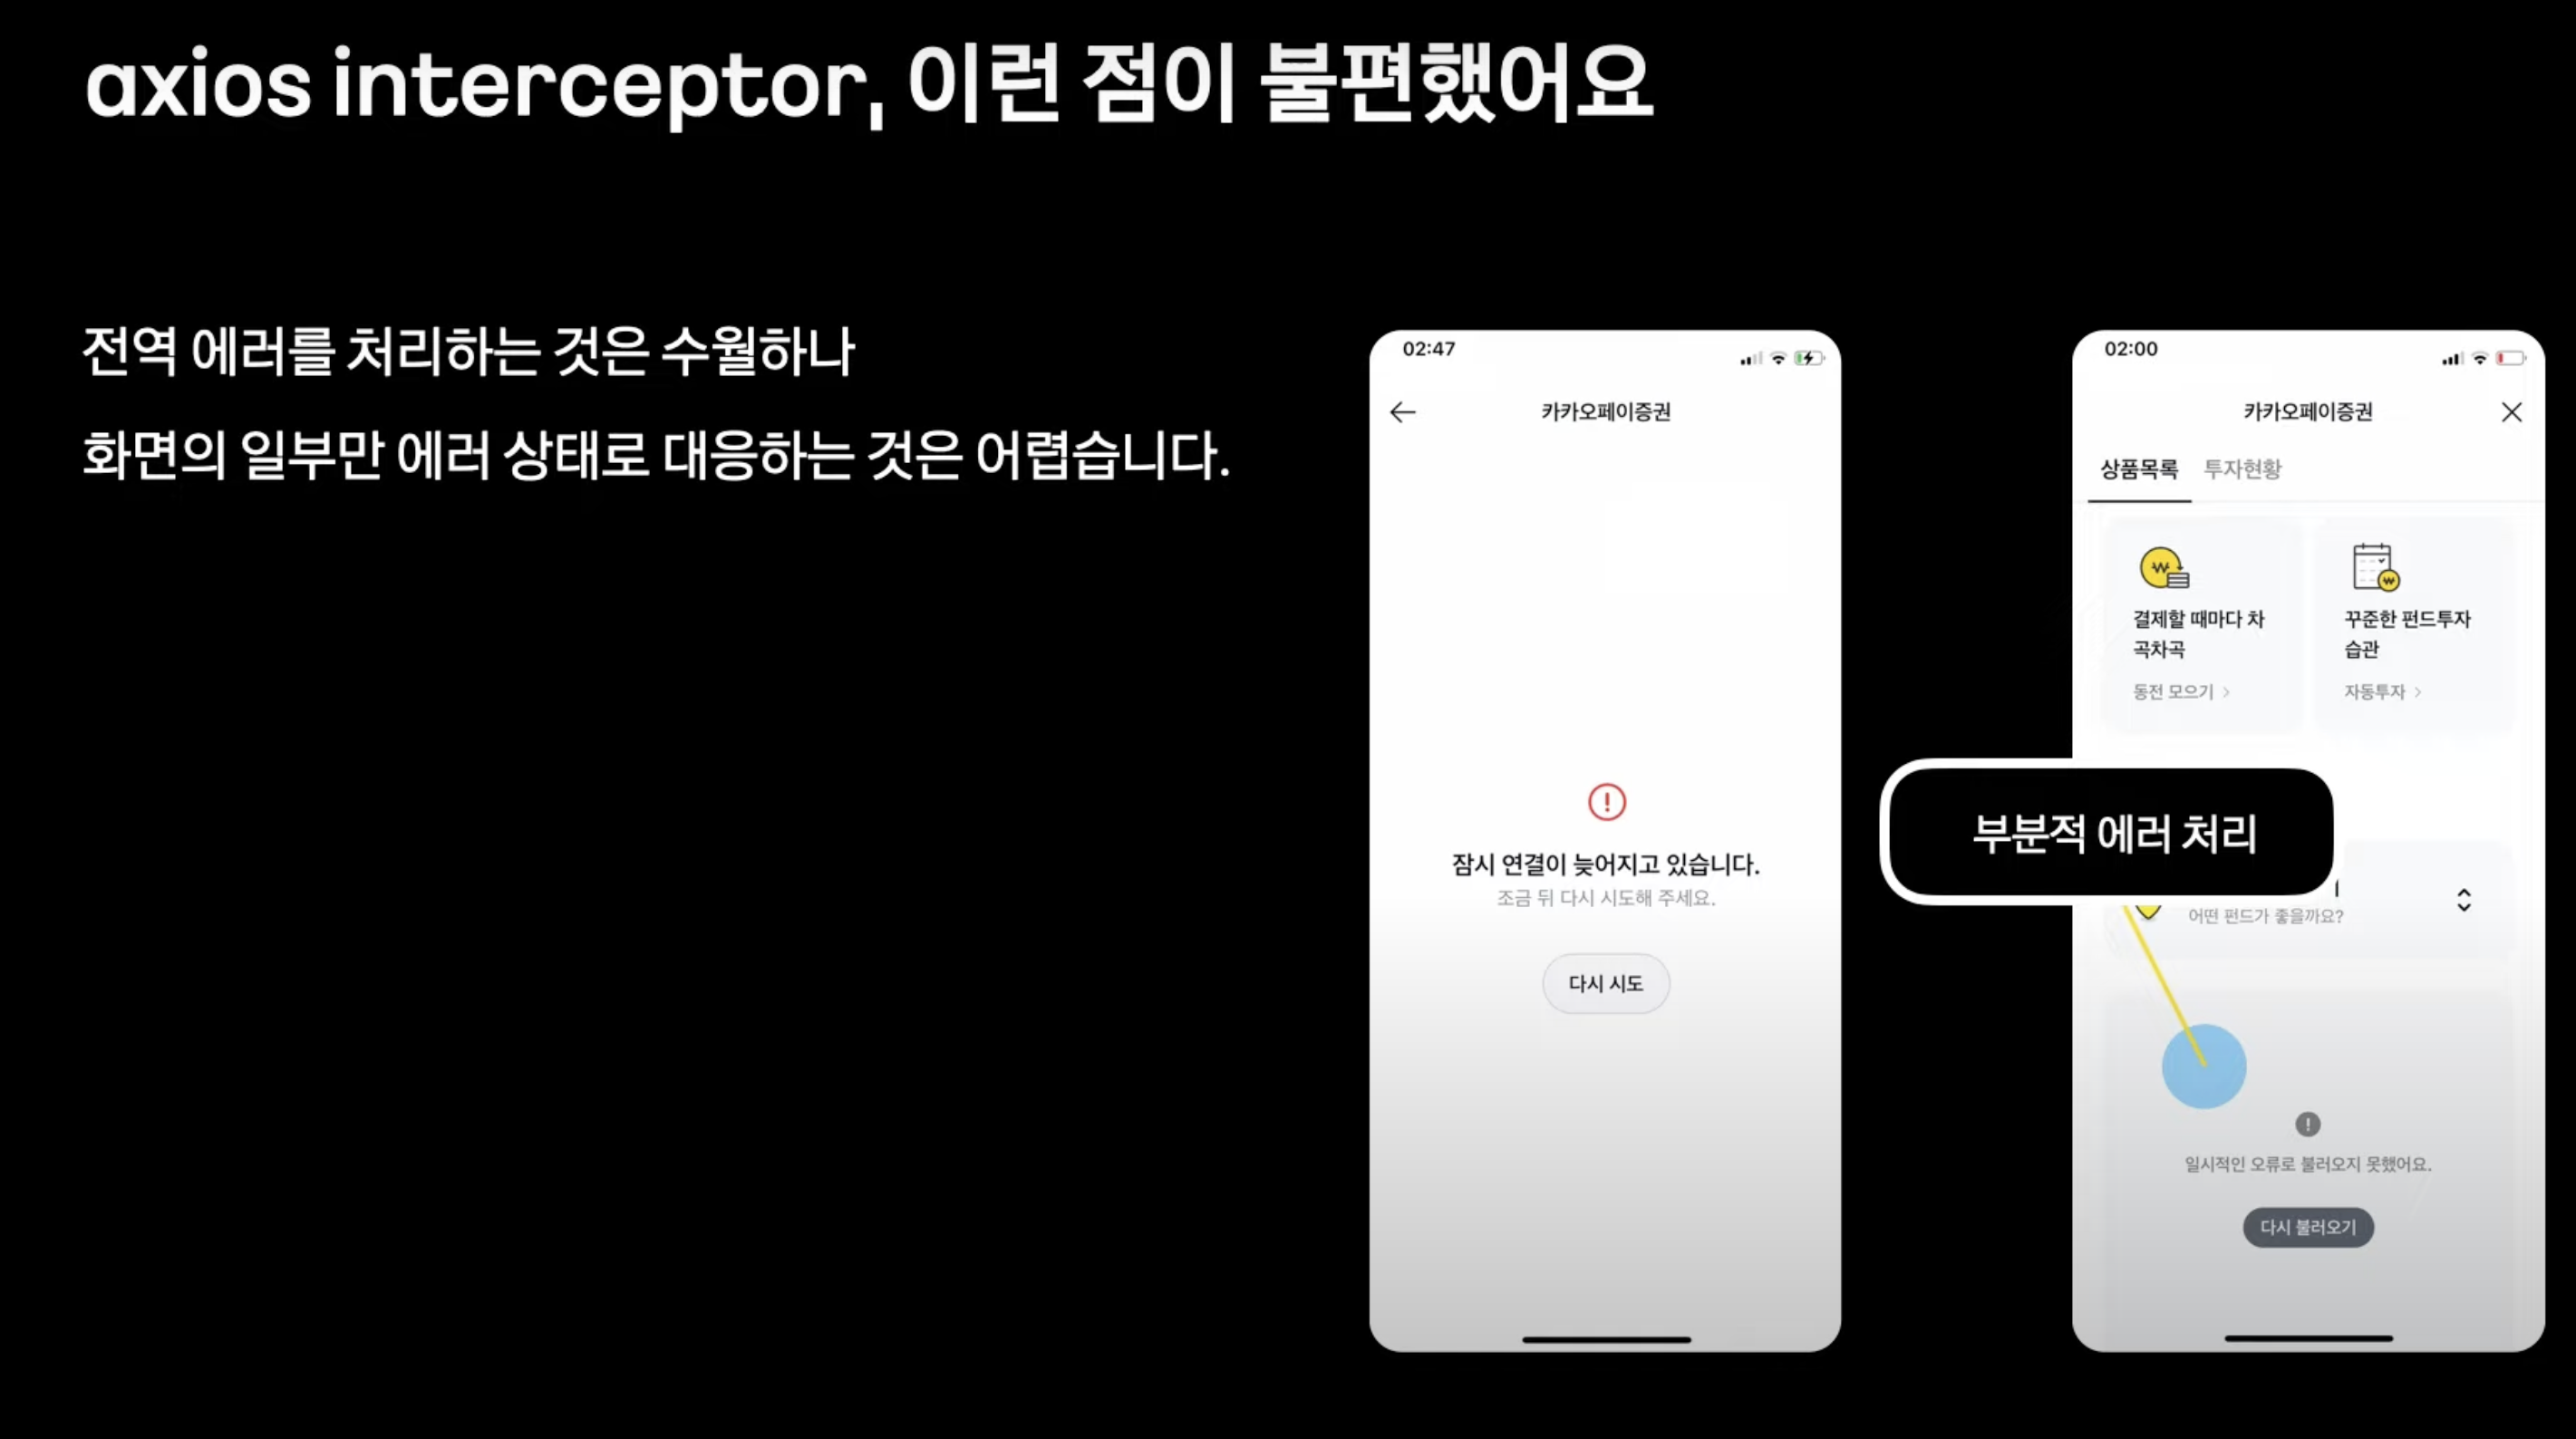 axios interceptor, 이런 점이 불편했어요
전역 에러를 처리하는 것은 수월하나
화면의 일부만 에러 상태로 대응하는 것은 어렵습니다.
02:47
카카오페이증권
잠시 연결이 늦어지고 있습니다.
조금 뒤 다시 시도해 주세요.
다시 시도
02:00
카카오페이증권
상품목록 투자현황
결제할 때마다 차
곡차곡
동전 모으기
꾸준한 펀드투자
습관
자동투자
부분적 에러 처리
어떤 펀드가 좋을까요?
일시적인 오류로 불러오지 못했어요.
다시 불러오기